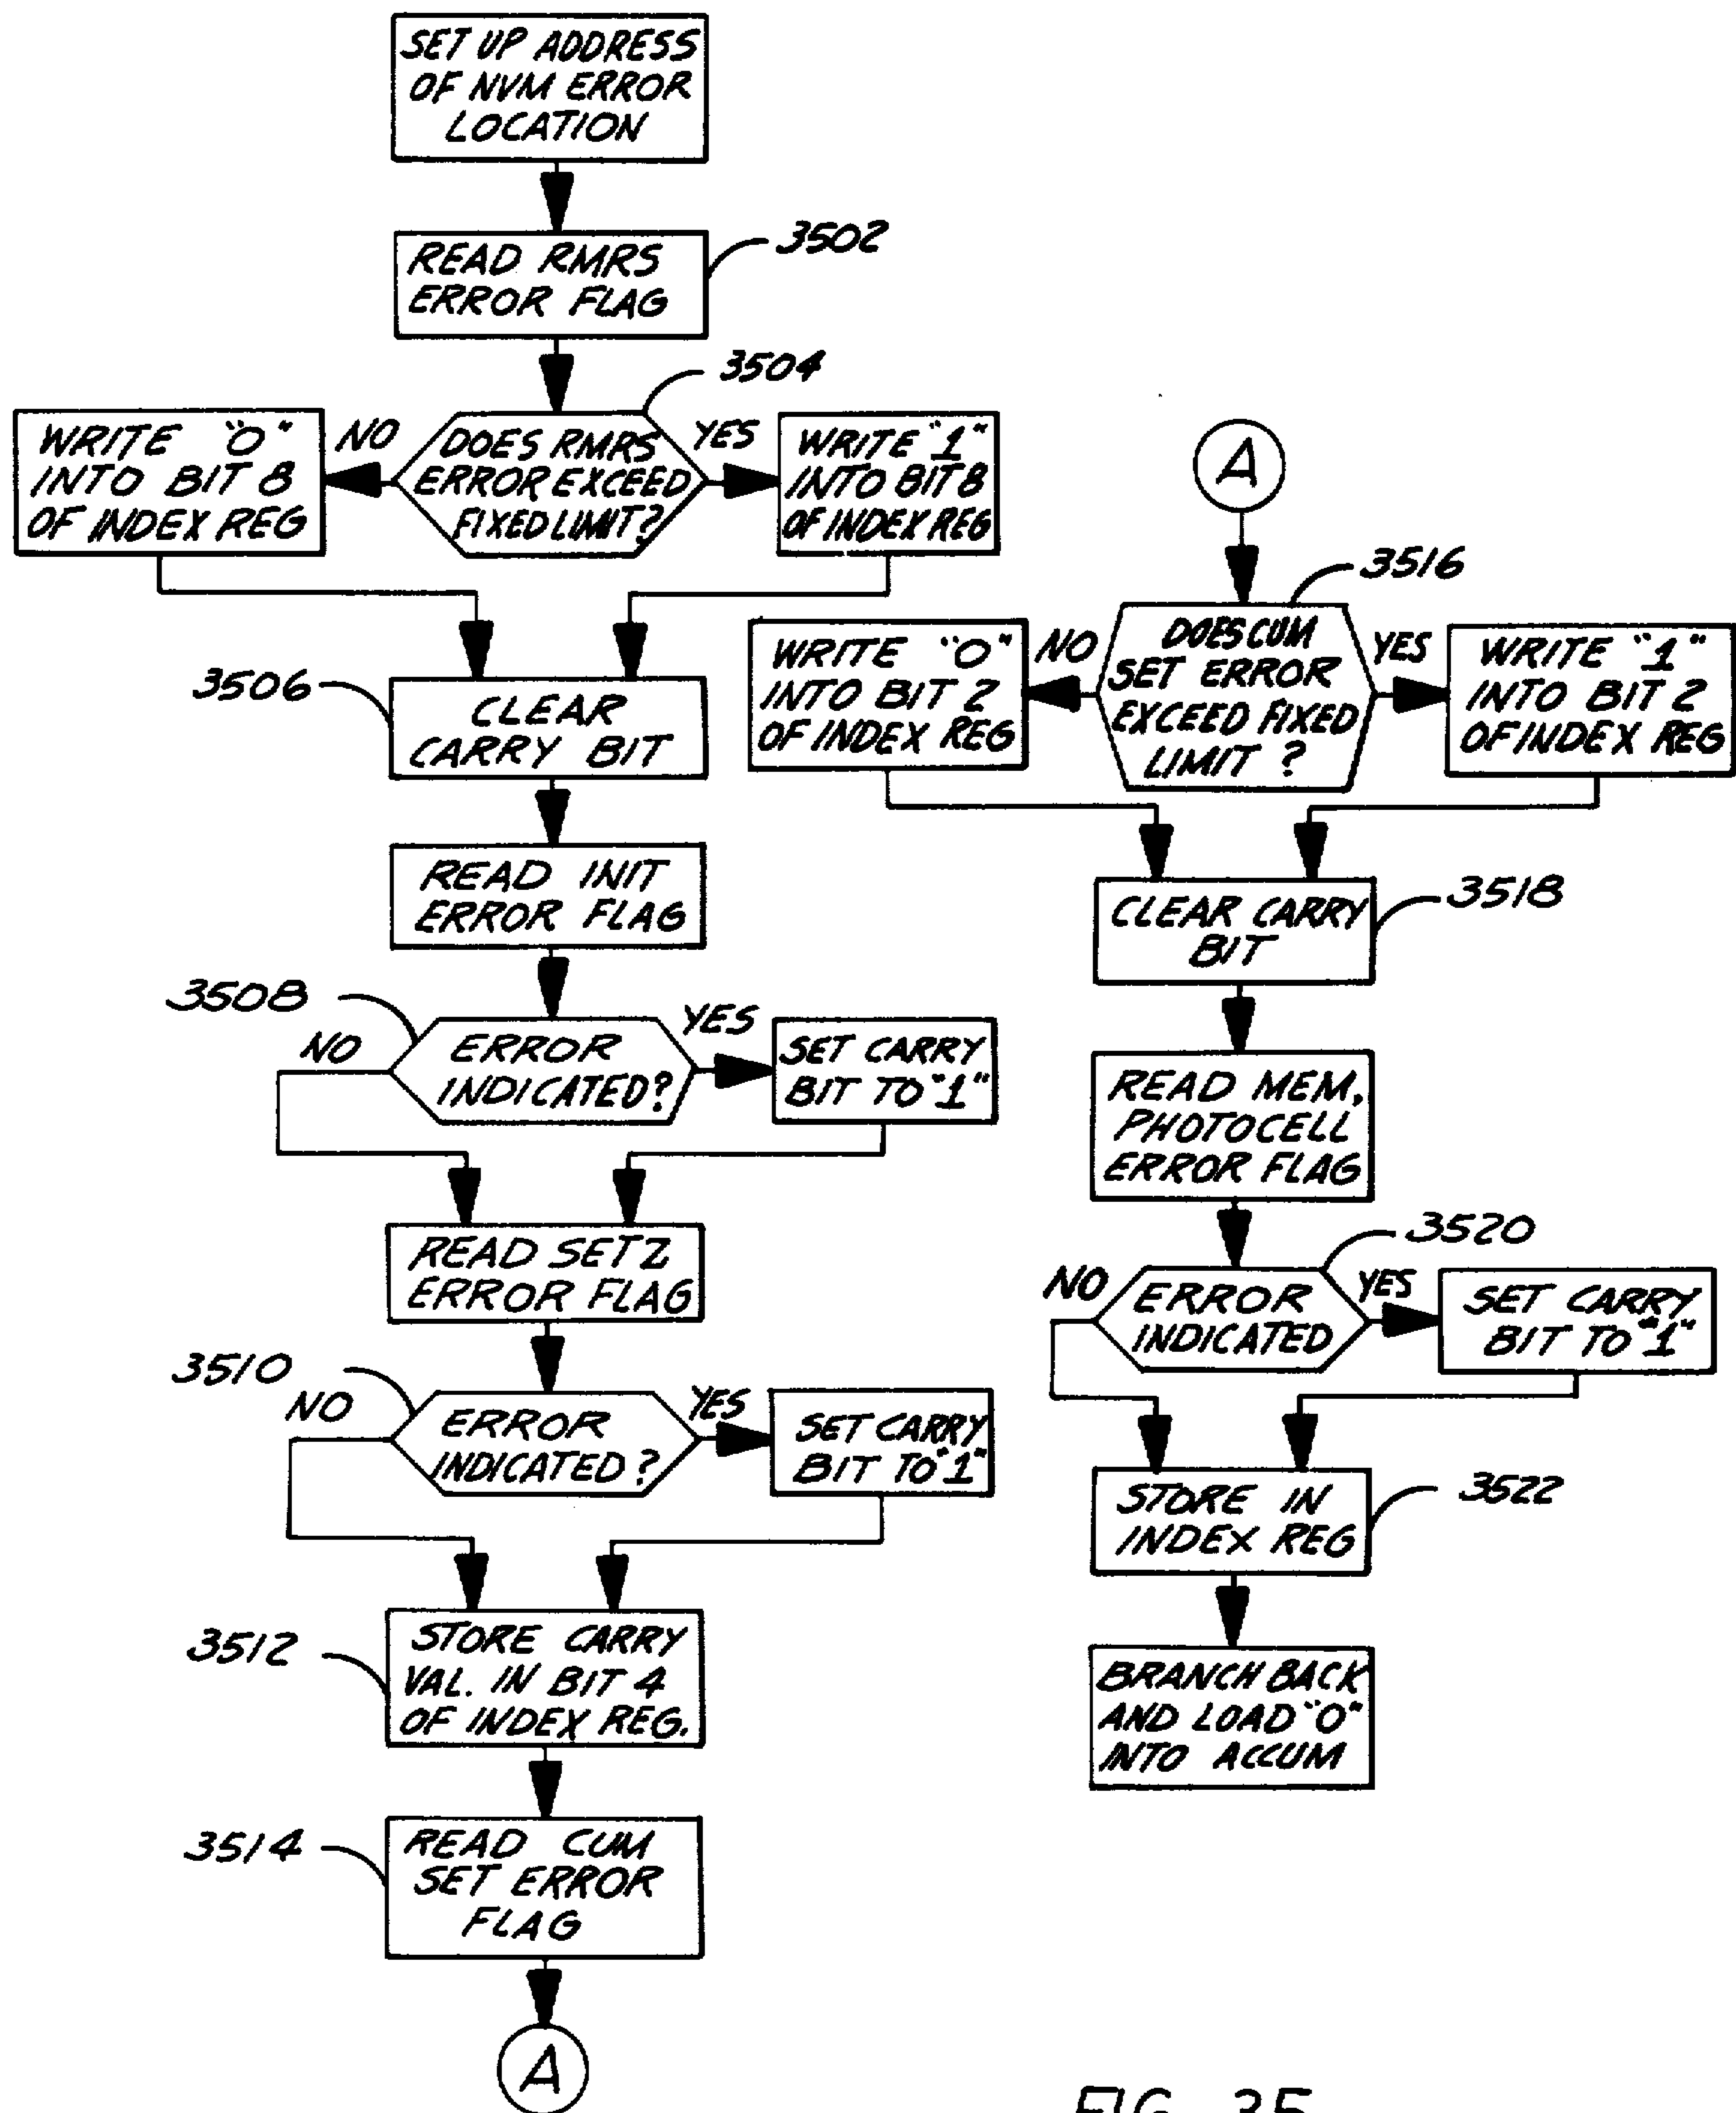 SET UP ADDRESS
OF NVM ERROR
LOCATION
READ RMRS
ERROR FLAG
3502
3504
WRITE "0"
INTO BIT 8
OF INDEX REG
NO
DOES RMRS
ERROR EXCEED
FIXED LIMIT?
YES
WRITE "1"
INTO BIT 8
OF INDEX REG
3506
CLEAR
CARRY BIT
READ INIT
ERROR FLAG
3508
NO
ERROR
INDICATED?
YES
SET CARRY
BIT TO "1"
READ SETZ
ERROR FLAG
3510
NO
ERROR
INDICATED?
YES
SET CARRY
BIT TO "1"
3512
STORE CARRY
VAL. IN BIT 4
OF INDEX REG.
3514
READ CUM
SET ERROR
FLAG
A
A
3516
WRITE "0"
INTO BIT 2
OF INDEX REG
NO
DOES CUM
SET ERROR
EXCEED FIXED
LIMIT ?
YES
WRITE "1"
INTO BIT 2
OF INDEX REG
CLEAR CARRY
BIT
3518
READ MEM.
PHOTOCELL
ERROR FLAG
3520
NO
ERROR
INDICATED
YES
SET CARRY
BIT TO "1"
STORE IN
INDEX REG
3522
BRANCH BACK
AND LOAD "0"
INTO ACCUM
FIG. 35